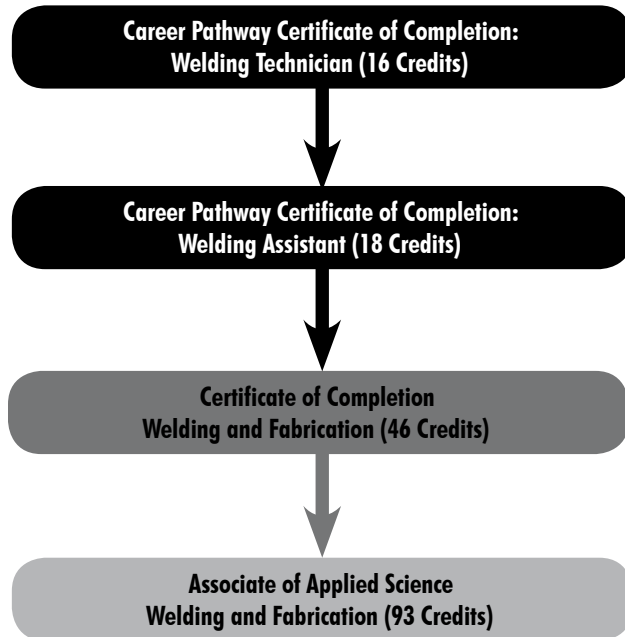 Career Pathway Certificate of Completion:
Welding Technician (16 Credits)
Career Pathway Certificate of Completion:
Welding Assistant (18 Credits)
Certificate of Completion
Welding and Fabrication (46 Credits)
Associate of Applied Science
Welding and Fabrication (93 Credits)